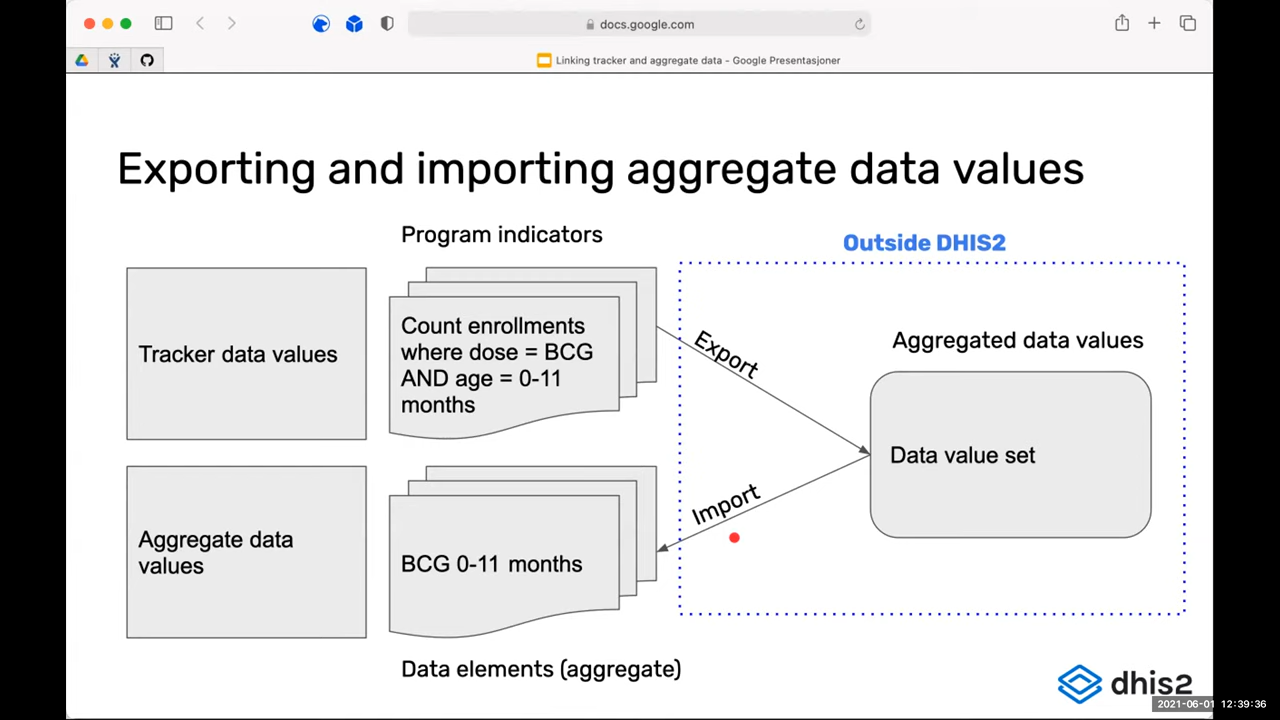 docs.google.com
Linking tracker and aggregate data - Google Presentasjoner
Exporting and importing aggregate data values
Program indicators
Outside DHIS2
Tracker data values
Count enrollments
where dose = BCG
AND age = 0-11
months
Export
Aggregated data values
Data value set
Import
Aggregate data
values
BCG 0-11 months
Data elements (aggregate)
dhis2
2021-06-01 12:39:36